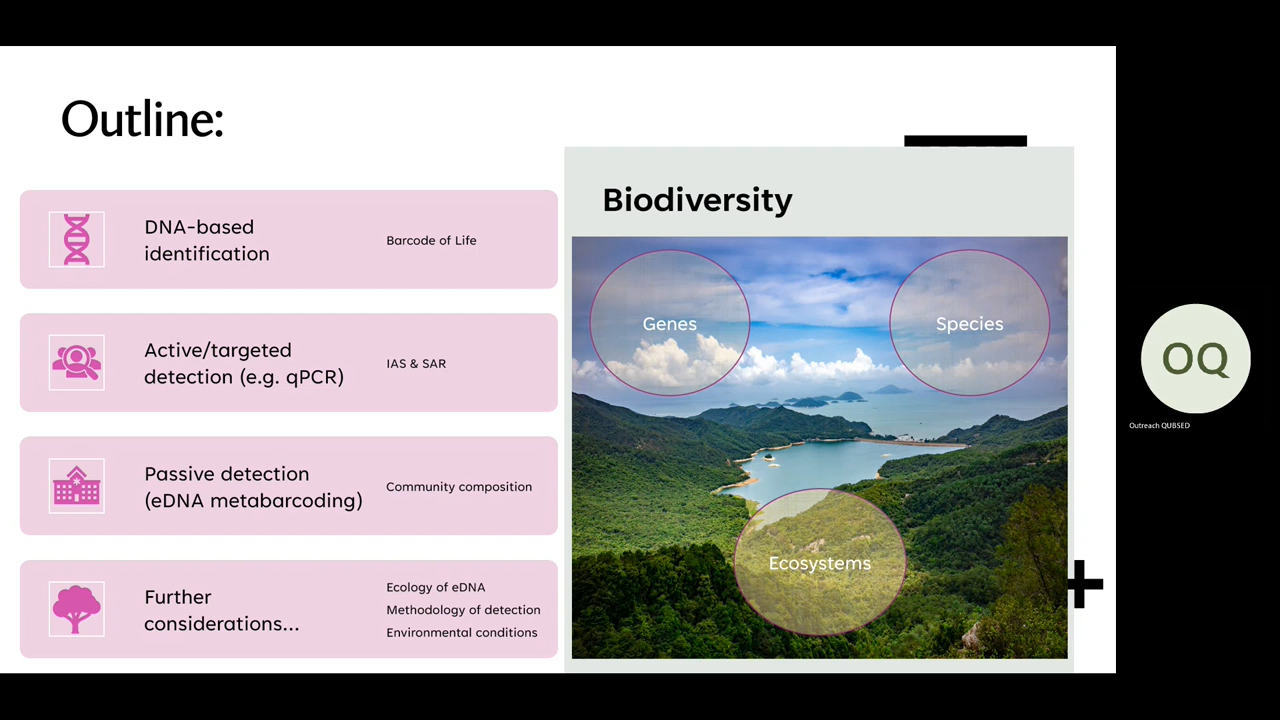 Outline:
DNA-based
identification
Barcode of Life
Active/targeted
detection (e.g. qPCR)
IAS & SAR
Passive detection
(eDNA metabarcoding)
Community composition
Further
considerations...
Ecology of eDNA
Methodology of detection
Environmental conditions
Biodiversity
Genes
Species
Ecosystems
OQ
Outreach QUBSED